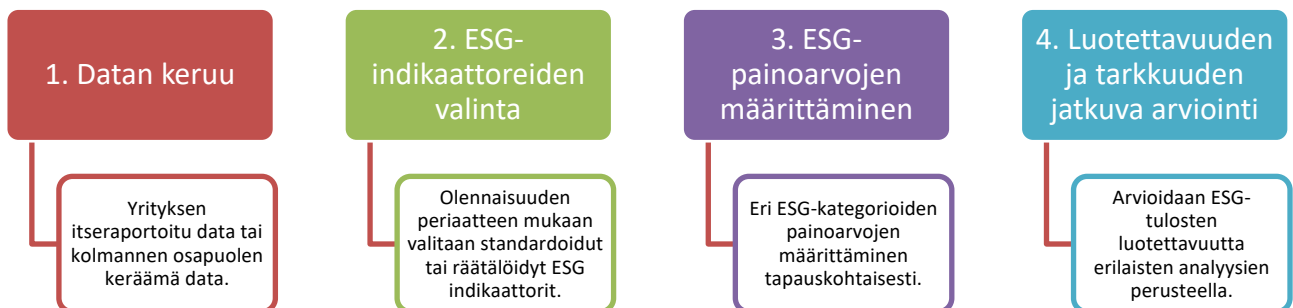 1. Datan keruu
Yrityksen
itseraportoitu data tai
kolmannen osapuolen
keräämä data.
2. ESG-
indikaattoreiden
valinta
Olennaisuuden
periaatteen mukaan
valitaan standardoidut
tai räätälöidyt ESG
indikaattorit.
3. ESG-
painoarvojen
määrittäminen
Eri ESG-kategorioiden
painoarvojen
määrittäminen
tapauskohtaisesti.
4. Luotettavuuden
ja tarkkuuden
jatkuva arviointi
Arvioidaan ESG-
tulosten
luotettavuutta
erilaisten analyysien
perusteella.